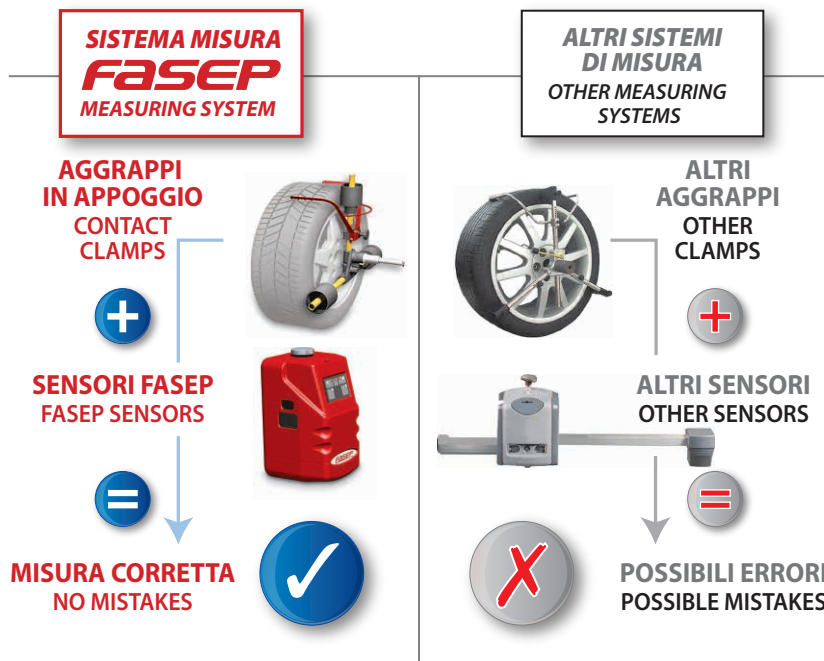 SISTEMA MISURA
FASEP
MEASURING SYSTEM
AGGRAPPI
IN APPOGGIO
CONTACT
CLAMPS
+
SENSORI FASEP
FASEP SENSORS
FASEP
=
MISURA CORRETTA
NO MISTAKES
ALTRI SISTEMI
DI MISURA
OTHER MEASURING
SYSTEMS
ALTRI
AGGRAPPI
OTHER
CLAMPS
+
ALTRI SENSORI
OTHER SENSORS
=
X
POSSIBILI ERRORI
POSSIBLE MISTAKES